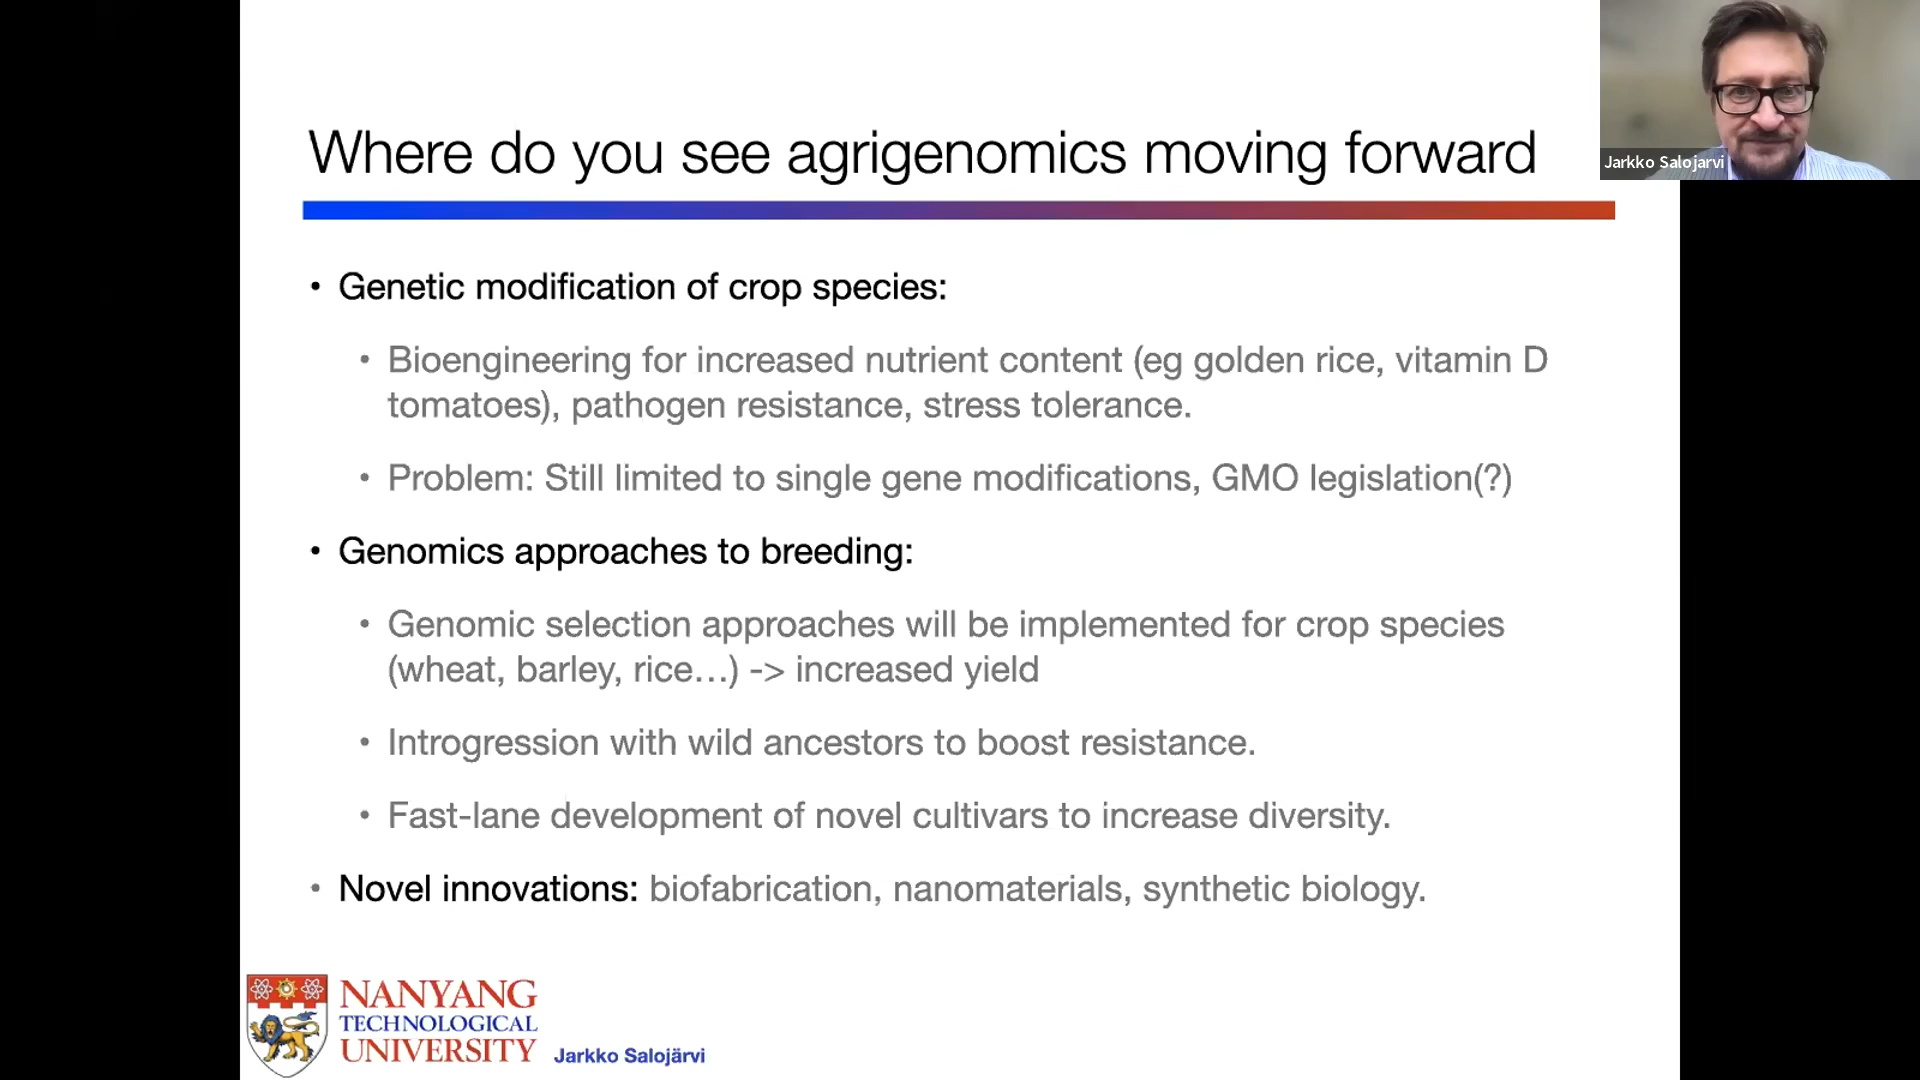 Where do you see agrigenomics moving forward
Jarkko Salojarvi
• Genetic modification of crop species:
• Bioengineering for increased nutrient content (eg golden rice, vitamin D
tomatoes), pathogen resistance, stress tolerance.
• Problem: Still limited to single gene modifications, GMO legislation(?)
• Genomics approaches to breeding:
• Genomic selection approaches will be implemented for crop species
(wheat, barley, rice…) -> increased yield
• Introgression with wild ancestors to boost resistance.
• Fast-lane development of novel cultivars to increase diversity.
• Novel innovations: biofabrication, nanomaterials, synthetic biology.
NANYANG
TECHNOLOGICAL
UNIVERSITY
Jarkko Salojärvi